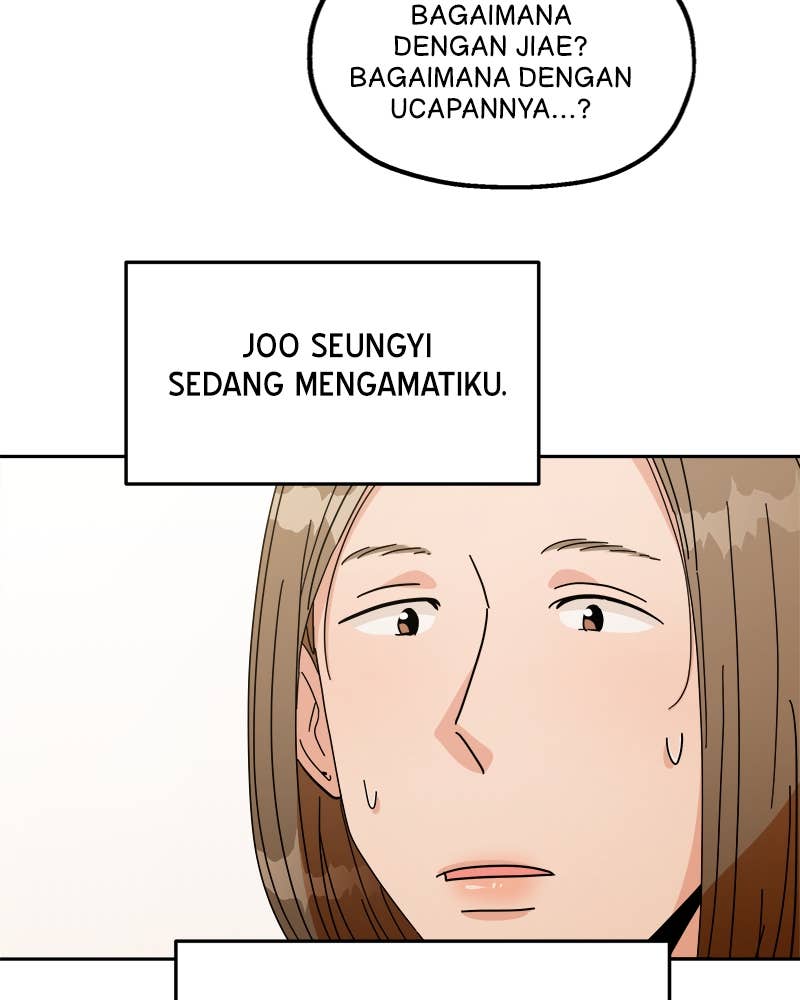 BAGAIMANA
DENGAN JIAE?
BAGAIMANA DENGAN
UCAPANNYA...?
JOO SEUNGYI
SEDANG MENGAMATIKU.